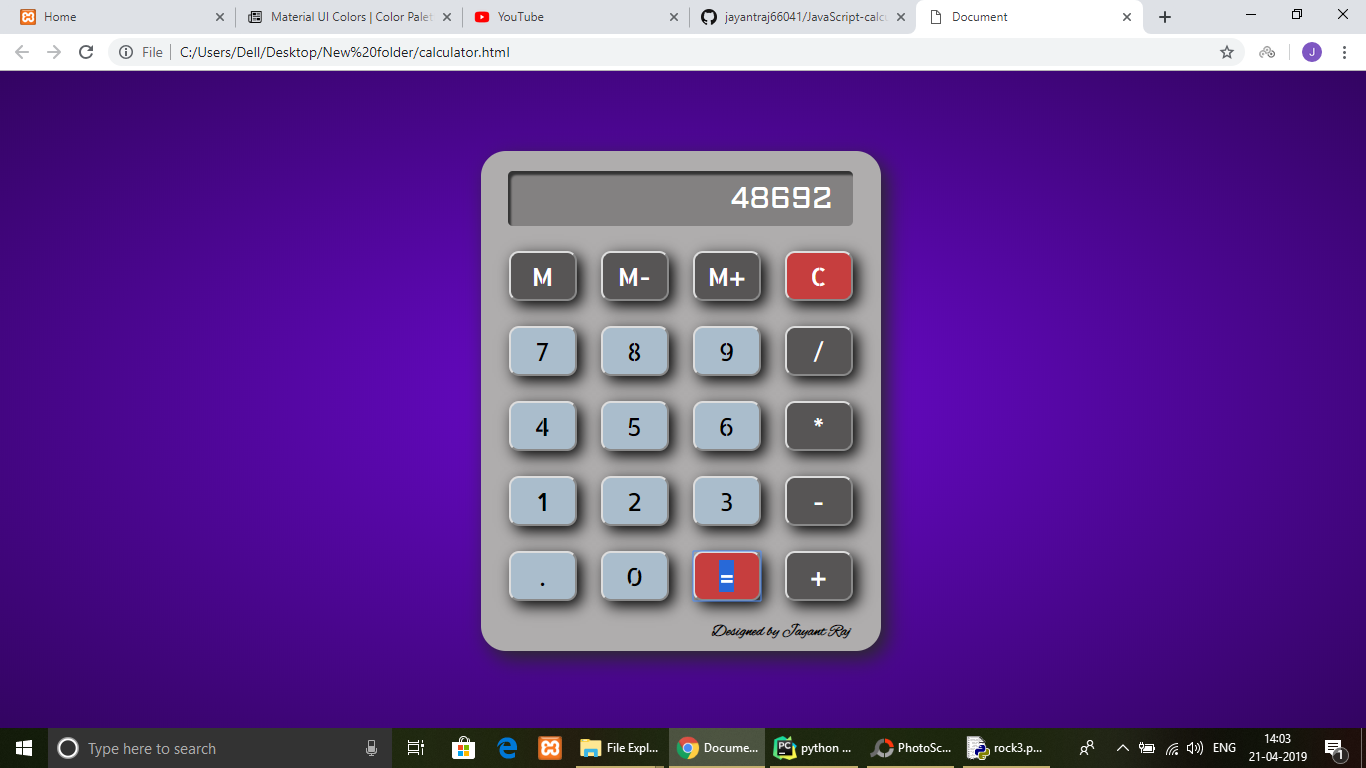 Home
Material UI Colors | Color Palet
YouTube
jayantraj66041/JavaScript-calcu
Document
File
C:/Users/Dell/Desktop/New%20folder/calculator.html
J
48692
M M- M+ C
7 8 9 /
4 5 6 *
1 2 3 -
. 0 = +
Designed by Jayant Raj
Type here to search
File Expl...
Docume...
python ...
PhotoSc...
rock3.p...
ENG
14:03
21-04-2019
1